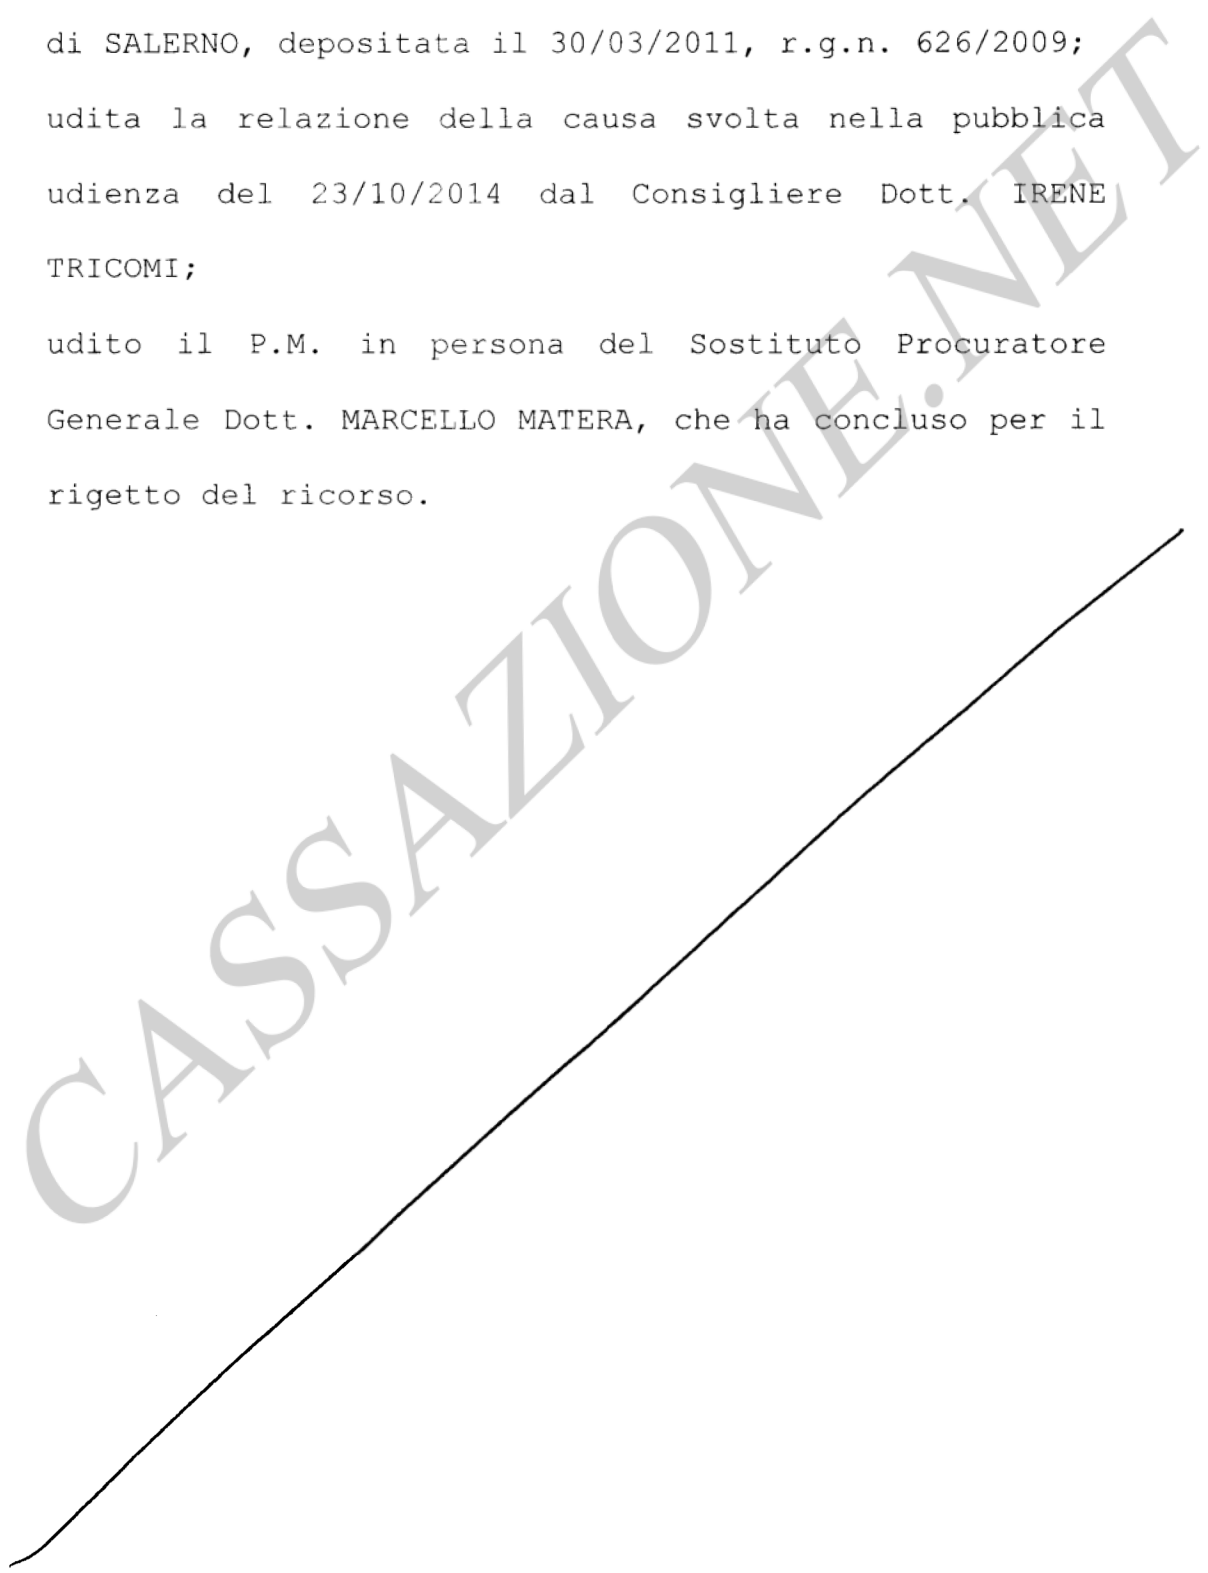 di SALERNO, depositata il 30/03/2011, r.g.n. 626/2009;
udita la relazione della causa svolta nella pubblica
udienza del 23/10/2014 dal Consigliere Dott. IRENE
TRICOMI;
udito il P.M. in persona del Sostituto Procuratore
Generale Dott. MARCELLO MATERA, che ha concluso per il
rigetto del ricorso.
CASSAZIONE.NET